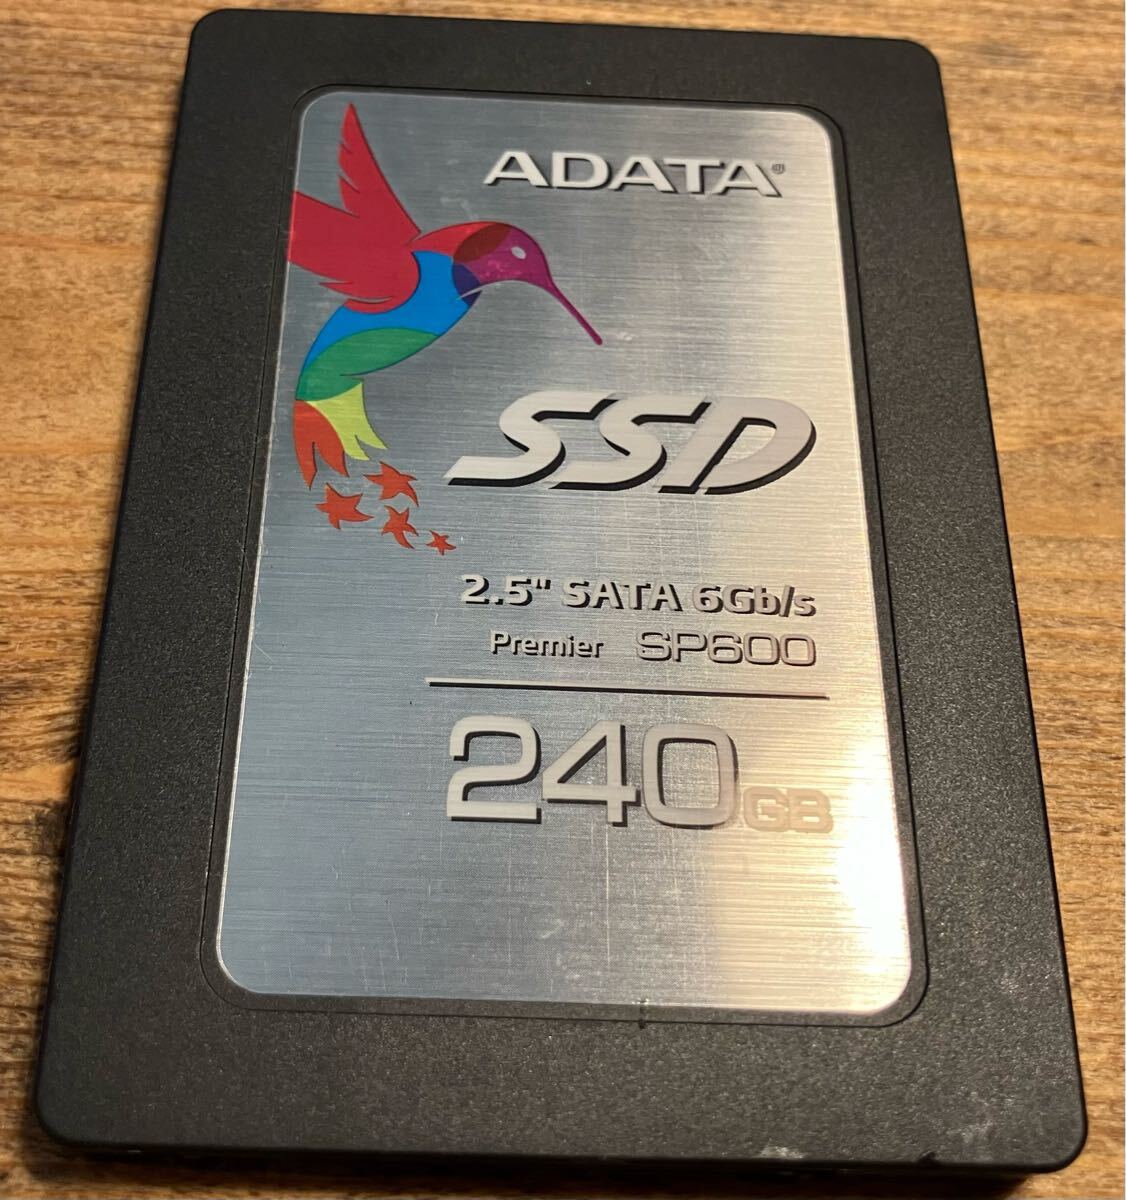 ADATA®
SSD
2.5" SATA 6Gb/s
Premier SP600
240GB